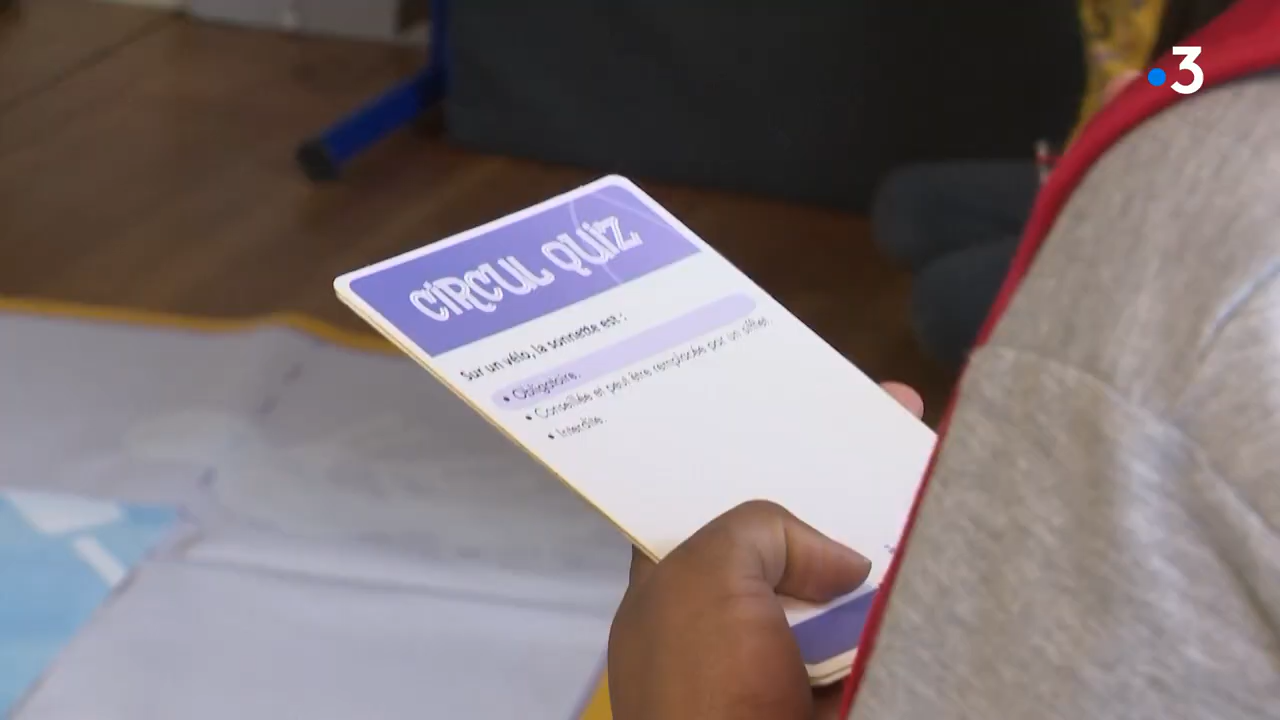 3
CIRCUL QUIZ
Sur un vélo, la sonnette est :
• Obligatoire.
• Conseillée et peut être remplacée par un sifflet.
• Interdite.